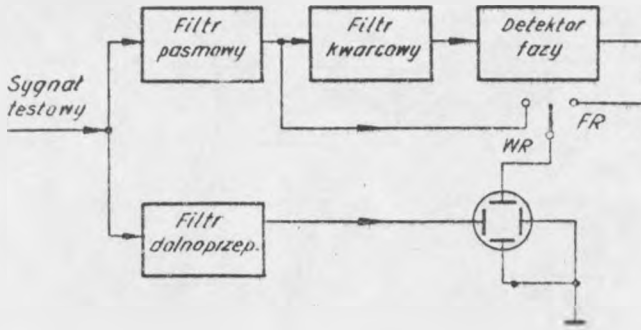 Filtr
pasmowy
Filtr
kwarcowy
Detektor
fazy
Sygnał
testowy
WR
FR
Filtr
dolnoprzep.